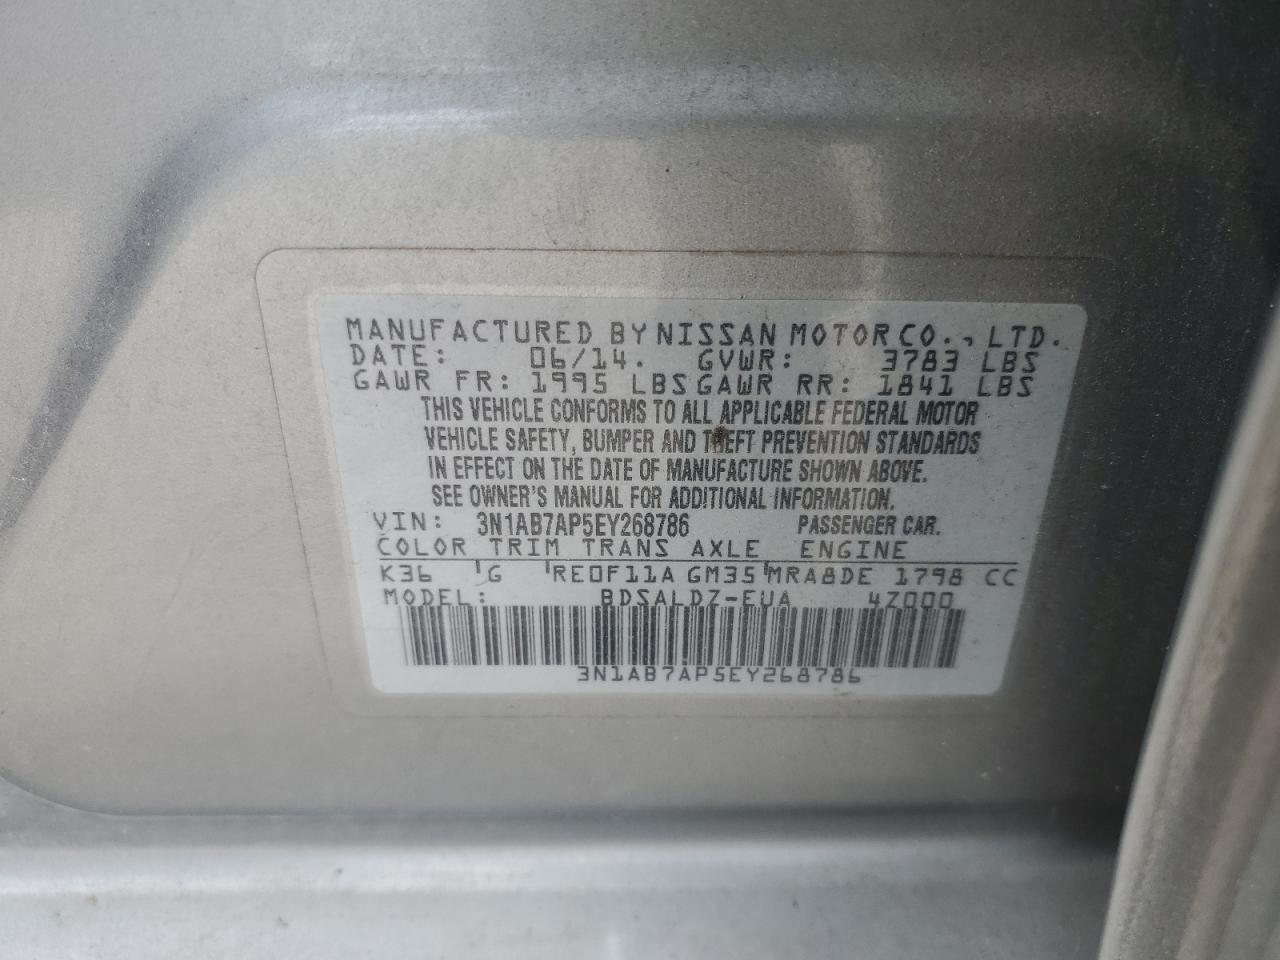 MANUFACTURED BY NISSAN MOTOR CO., LTD.
DATE: 06/14. GVWR: 3783 LBS
GAWR FR: 1995 LBS GAWR RR: 1841 LBS
THIS VEHICLE CONFORMS TO ALL APPLICABLE FEDERAL MOTOR
VEHICLE SAFETY, BUMPER AND THEFT PREVENTION STANDARDS
IN EFFECT ON THE DATE OF MANUFACTURE SHOWN ABOVE.
SEE OWNER'S MANUAL FOR ADDITIONAL INFORMATION.
VIN: 3N1AB7AP5EY268786 PASSENGER CAR.
COLOR TRIM TRANS AXLE ENGINE
K36 G RE0F11A GM35 MRA8DE 1798 CC
MODEL: BDSALDZ-EUA 4Z000
3N1AB7AP5EY268786